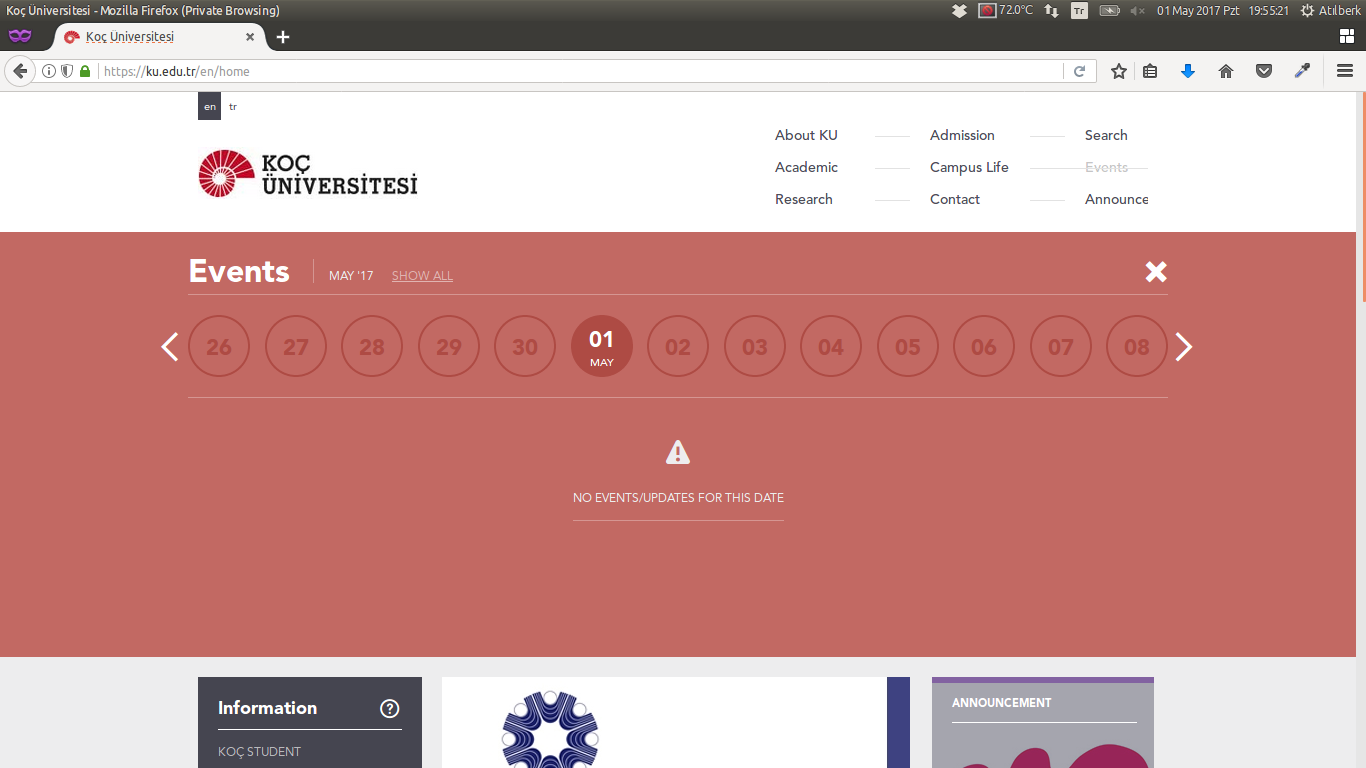 Koç Üniversitesi - Mozilla Firefox (Private Browsing)
72.0°C
Tr
01 May 2017 Pzt 19:55:21
Atılberk
Koç Üniversitesi
https://ku.edu.tr/en/home
en tr
KOÇ
ÜNİVERSİTESİ
About KU Admission Search
Academic Campus Life Events
Research Contact Announce
Events MAY '17 SHOW ALL
26 27 28 29 30 01 02 03 04 05 06 07 08
MAY
NO EVENTS/UPDATES FOR THIS DATE
Information ?
KOÇ STUDENT
ANNOUNCEMENT